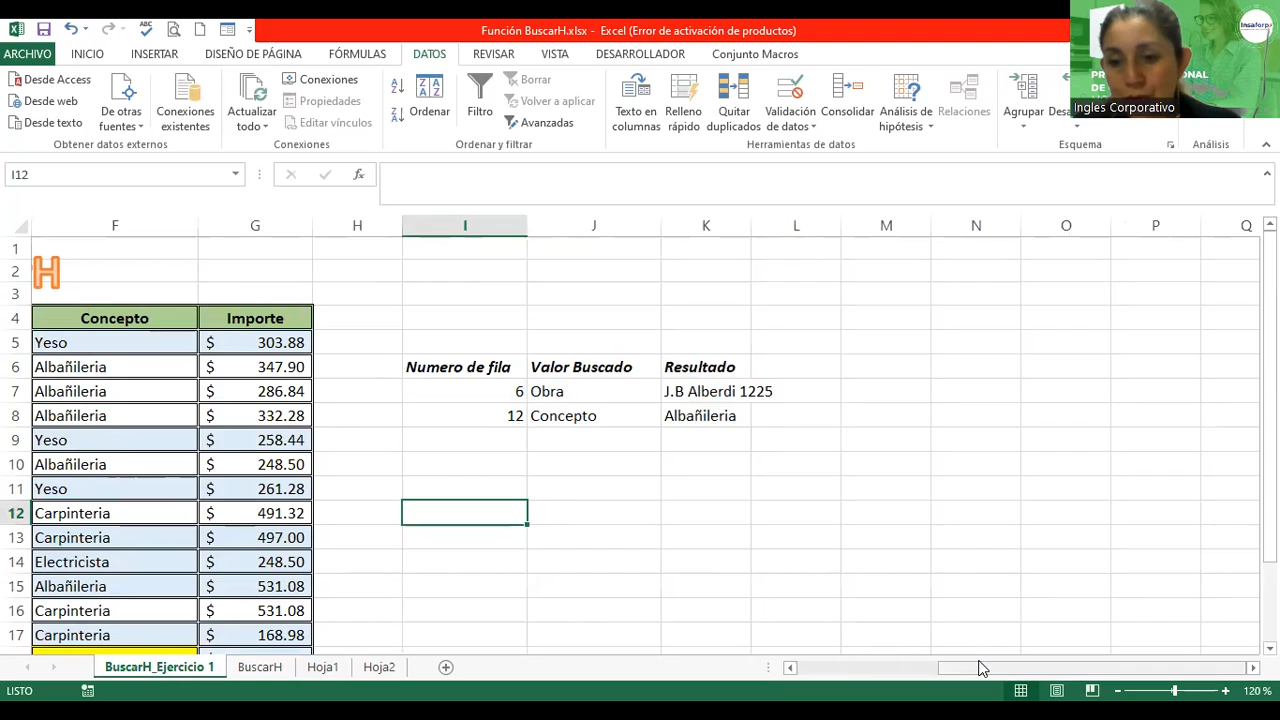 Función BuscarH.xlsx - Excel (Error de activación de productos)
ARCHIVO INICIO INSERTAR DISEÑO DE PÁGINA FÓRMULAS DATOS REVISAR VISTA DESARROLLADOR Conjunto Macros
Desde Access
Desde web
Desde texto
De otras fuentes
Conexiones existentes
Obtener datos externos
Actualizar todo
Conexiones
Propiedades
Editar vínculos
Conexiones
Ordenar
Filtro
Borrar
Volver a aplicar
Avanzadas
Ordenar y filtrar
Texto en columnas
Relleno rápido
Quitar duplicados
Validación de datos
Consolidar
Análisis de hipótesis
Relaciones
Herramientas de datos
Agrupar
Esquema
Análisis
Insaforp
Ingles Corporativo
I12
F G H I J K L M N O P Q
1
2 H
3
4 Concepto Importe
5 Yeso $ 303.88
6 Albañileria $ 347.90 Numero de fila Valor Buscado Resultado
7 Albañileria $ 286.84 6 Obra J.B Alberdi 1225
8 Albañileria $ 332.28 12 Concepto Albañileria
9 Yeso $ 258.44
10 Albañileria $ 248.50
11 Yeso $ 261.28
12 Carpinteria $ 491.32
13 Carpinteria $ 497.00
14 Electricista $ 248.50
15 Albañileria $ 531.08
16 Carpinteria $ 531.08
17 Carpinteria $ 168.98
BuscarH_Ejercicio 1 BuscarH Hoja1 Hoja2
LISTO 120 %